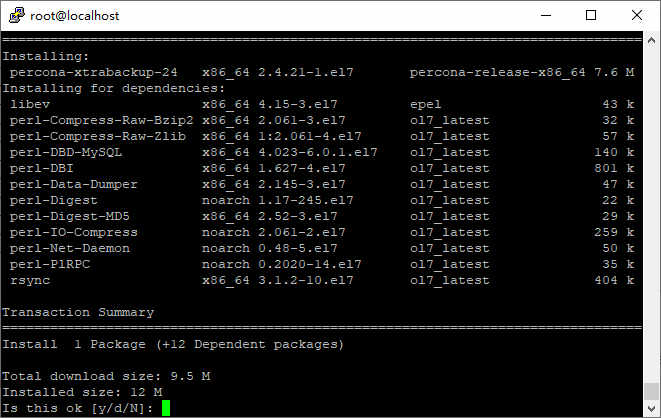 root@localhost
================================================================================
Installing:
 percona-xtrabackup-24   x86_64 2.4.21-1.el7       percona-release-x86_64 7.6 M
Installing for dependencies:
 libev                   x86_64 4.15-3.el7         epel                    43 k
 perl-Compress-Raw-Bzip2 x86_64 2.061-3.el7        ol7_latest              32 k
 perl-Compress-Raw-Zlib  x86_64 1:2.061-4.el7      ol7_latest              57 k
 perl-DBD-MySQL          x86_64 4.023-6.0.1.el7    ol7_latest             140 k
 perl-DBI                x86_64 1.627-4.el7        ol7_latest             801 k
 perl-Data-Dumper        x86_64 2.145-3.el7        ol7_latest              47 k
 perl-Digest             noarch 1.17-245.el7       ol7_latest              22 k
 perl-Digest-MD5         x86_64 2.52-3.el7         ol7_latest              29 k
 perl-IO-Compress        noarch 2.061-2.el7        ol7_latest             259 k
 perl-Net-Daemon         noarch 0.48-5.el7         ol7_latest              50 k
 perl-PlRPC              noarch 0.2020-14.el7      ol7_latest              35 k
 rsync                   x86_64 3.1.2-10.el7       ol7_latest             404 k
Transaction Summary
================================================================================
Install  1 Package (+12 Dependent packages)
Total download size: 9.5 M
Installed size: 12 M
Is this ok [y/d/N]: